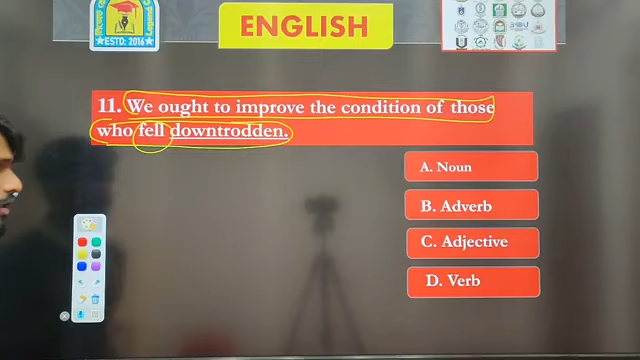 ESTD: 2016
ENGLISH
11. We ought to improve the condition of those
who fell downtrodden.
A. Noun
B. Adverb
C. Adjective
D. Verb